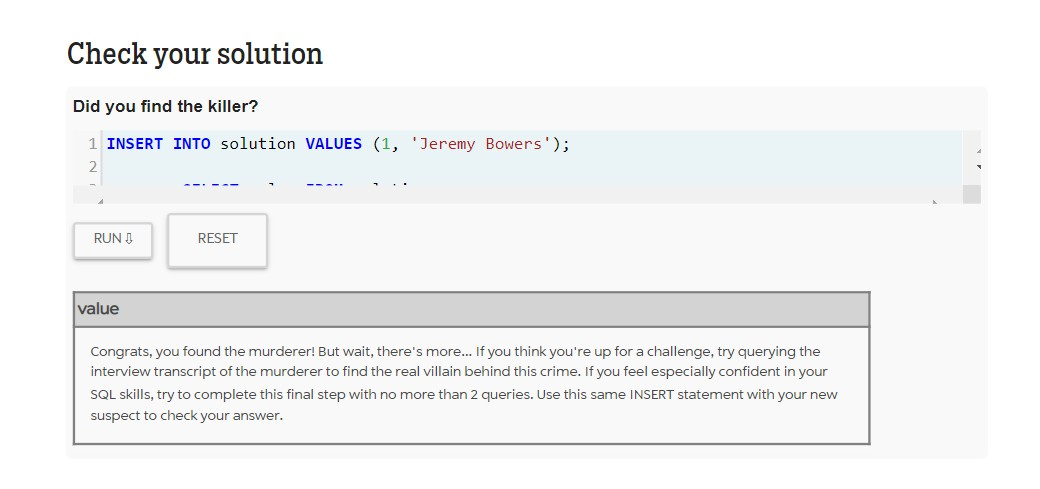 Check your solution
Did you find the killer?
1 INSERT INTO solution VALUES (1, 'Jeremy Bowers');
2
RUN ⇩
RESET
value
Congrats, you found the murderer! But wait, there's more... If you think you're up for a challenge, try querying the
interview transcript of the murderer to find the real villain behind this crime. If you feel especially confident in your
SQL skills, try to complete this final step with no more than 2 queries. Use this same INSERT statement with your new
suspect to check your answer.